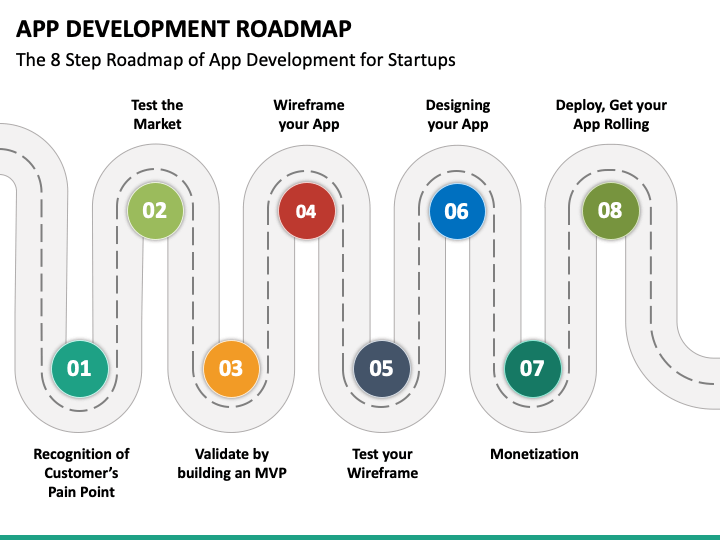 APP DEVELOPMENT ROADMAP
The 8 Step Roadmap of App Development for Startups
Test the
Market
Wireframe
your App
Designing
your App
Deploy, Get your
App Rolling
02
04
06
08
01
03
05
07
Recognition of
Customer’s
Pain Point
Validate by
building an MVP
Test your
Wireframe
Monetization